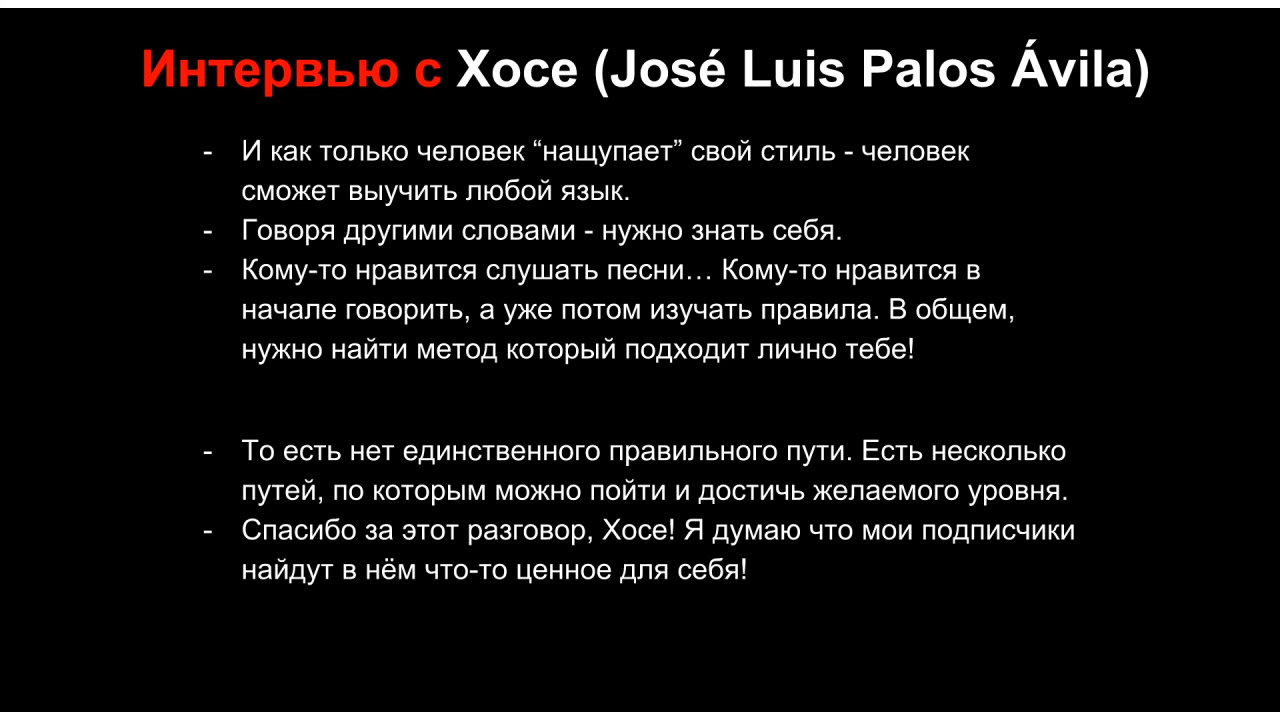 Интервью с Хосе (José Luis Palos Ávila)
- И как только человек “нащупает” свой стиль - человек
сможет выучить любой язык.
- Говоря другими словами - нужно знать себя.
- Кому-то нравится слушать песни… Кому-то нравится в
начале говорить, а уже потом изучать правила. В общем,
нужно найти метод который подходит лично тебе!
- То есть нет единственного правильного пути. Есть несколько
путей, по которым можно пойти и достичь желаемого уровня.
- Спасибо за этот разговор, Хосе! Я думаю что мои подписчики
найдут в нём что-то ценное для себя!